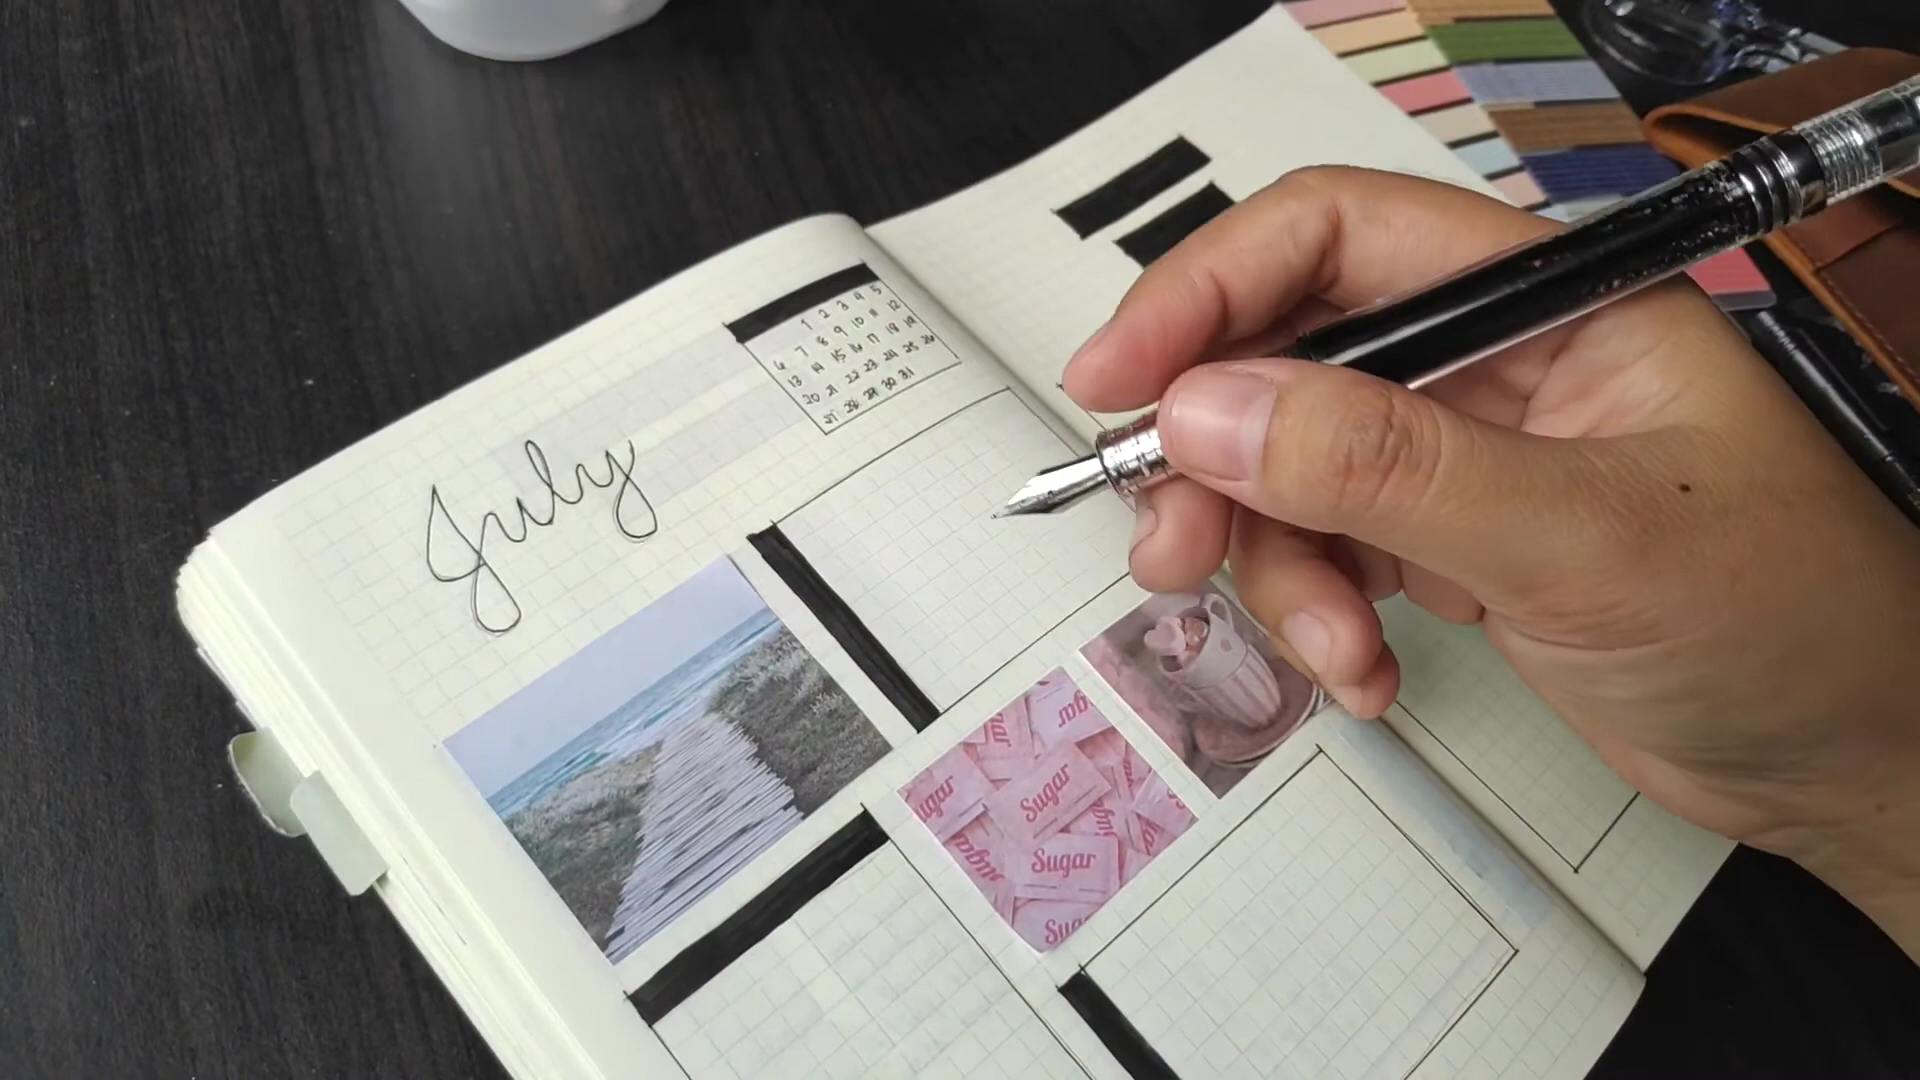 1 2 3 4 5
6 7 8 9 10 11 12
13 14 15 16 17 18 19
20 21 22 23 24 25 26
27 28 29 30 31
July
Sugar
Sugar
Sugar
Sugar